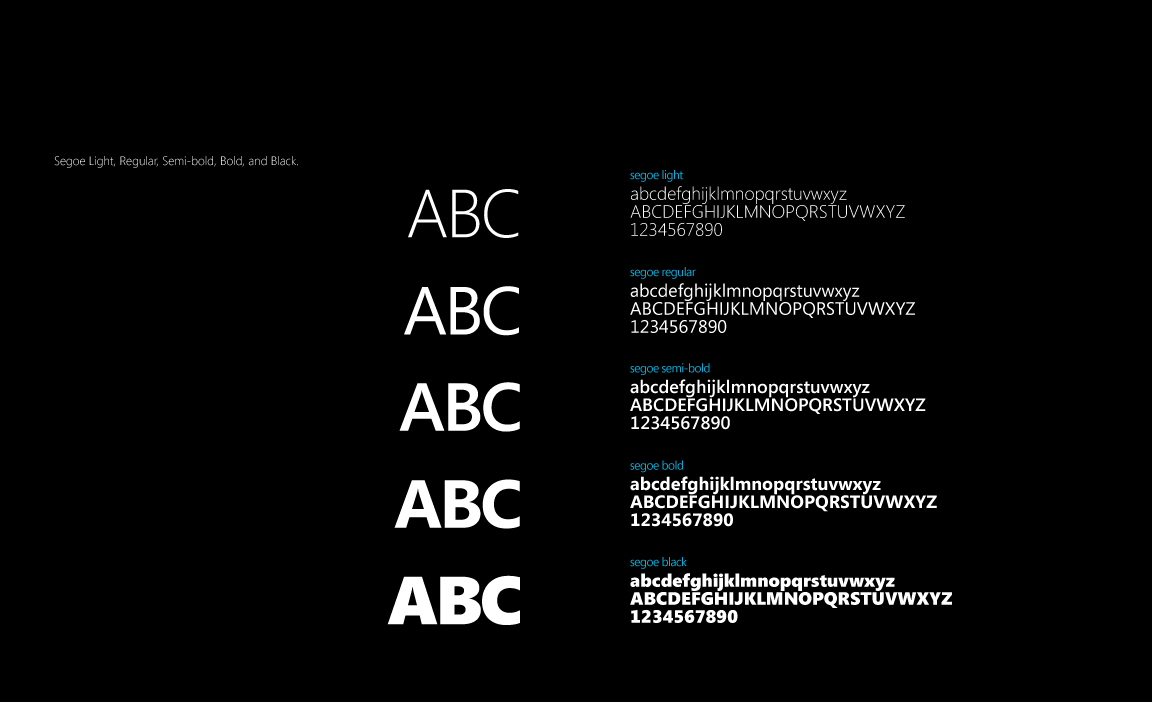 Segoe Light, Regular, Semi-bold, Bold, and Black.
ABC
segoe light
abcdefghijklmnopqrstuvwxyz
ABCDEFGHIJKLMNOPQRSTUVWXYZ
1234567890
ABC
segoe regular
abcdefghijklmnopqrstuvwxyz
ABCDEFGHIJKLMNOPQRSTUVWXYZ
1234567890
ABC
segoe semi-bold
abcdefghijklmnopqrstuvwxyz
ABCDEFGHIJKLMNOPQRSTUVWXYZ
1234567890
ABC
segoe bold
abcdefghijklmnopqrstuvwxyz
ABCDEFGHIJKLMNOPQRSTUVWXYZ
1234567890
ABC
segoe black
abcdefghijklmnopqrstuvwxyz
ABCDEFGHIJKLMNOPQRSTUVWXYZ
1234567890